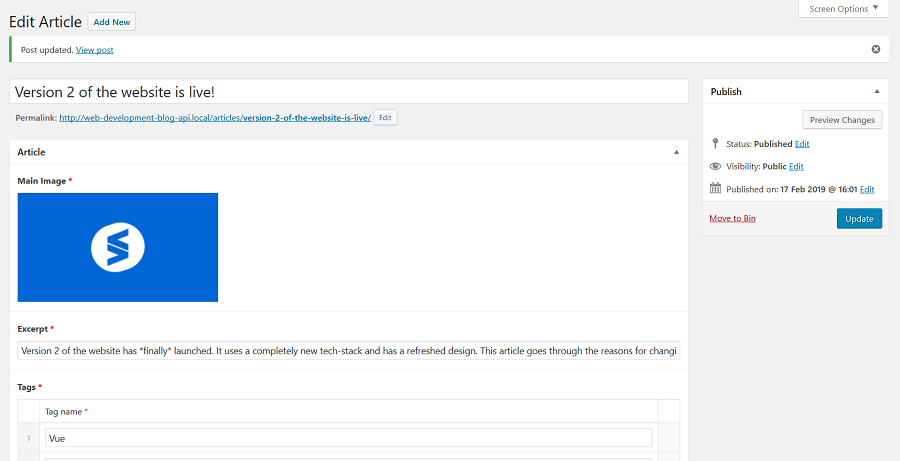 Screen Options
Edit Article Add New
Post updated. View post
Version 2 of the website is live!
Permalink: http://web-development-blog-api.local/articles/version-2-of-the-website-is-live/ Edit
Article
Main Image *
Excerpt *
Version 2 of the website has *finally* launched. It uses a completely new tech-stack and has a refreshed design. This article goes through the reasons for changi
Tags *
Tag name *
1 Vue
Publish
Preview Changes
Status: Published Edit
Visibility: Public Edit
Published on: 17 Feb 2019 @ 16:01 Edit
Move to Bin Update